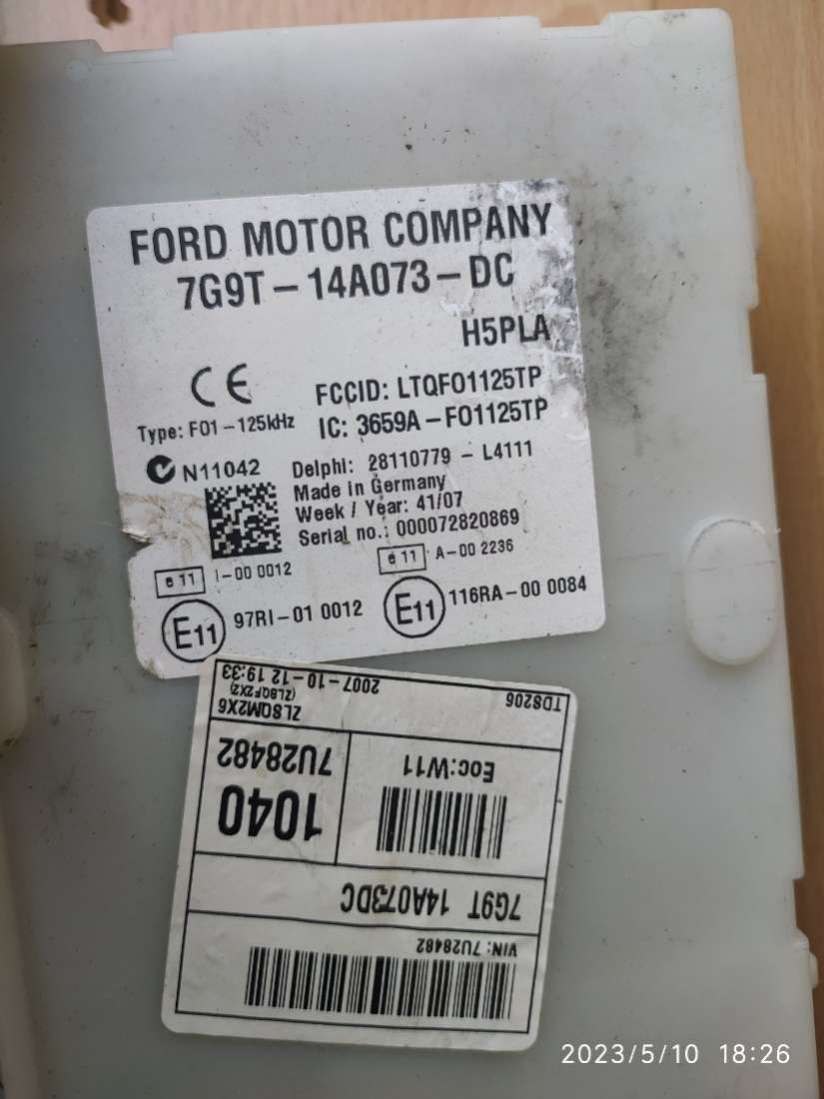 FORD MOTOR COMPANY
7G9T-14A073-DC
H5PLA
CE
FCCID: LTQFO1125TP
Type: FO1-125kHz
IC: 3659A-FO1125TP
N11042
Delphi: 28110779 - L4111
Made in Germany
Week / Year: 41/07
Serial no.: 000072820869
e 11 I-00 0012
e 11 A-00 2236
E11 97RI-01 0012
E11 116RA-00 0084
TD8206
2007-10-12 19:33
(ZL8QFZXZ)
ZL8QM2X6
Eoc:W11
7U28482
1040
7G9T 14A073DC
VIN: 7U28482
2023/5/10 18:26